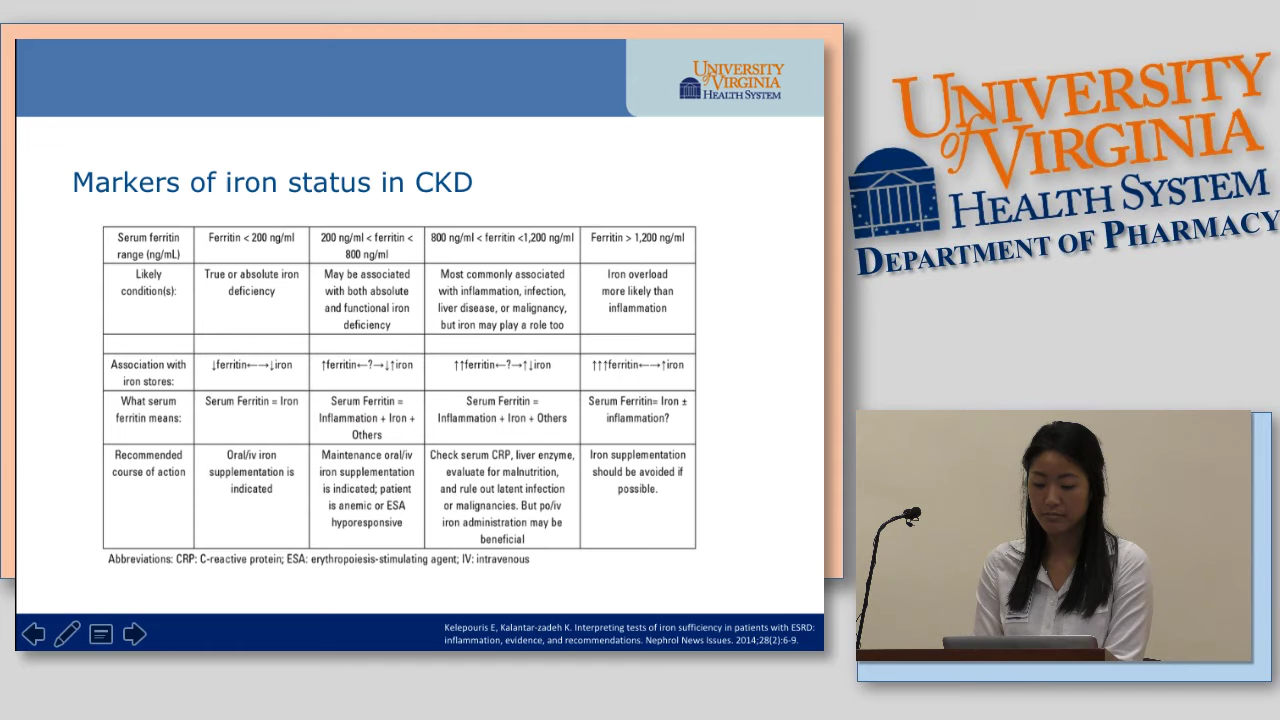 UNIVERSITY
of VIRGINIA
HEALTH SYSTEM
Markers of iron status in CKD
Serum ferritin range (ng/mL)
Ferritin < 200 ng/ml
200 ng/ml < ferritin <
800 ng/ml
800 ng/ml < ferritin <1,200 ng/ml
Ferritin > 1,200 ng/ml
Likely
condition(s):
True or absolute iron
deficiency
May be associated
with both absolute
and functional iron
deficiency
Most commonly associated
with inflammation, infection,
liver disease, or malignancy,
but iron may play a role too
Iron overload
more likely than
inflammation
Association with
iron stores:
↓ferritin←→↓iron
↑ferritin←?→↓↑iron
↑↑ferritin←?→↑↓iron
↑↑↑ferritin←→↑iron
What serum
ferritin means:
Serum Ferritin = Iron
Serum Ferritin =
Inflammation + Iron +
Others
Serum Ferritin =
Inflammation + Iron + Others
Serum Ferritin= Iron ±
inflammation?
Recommended
course of action
Oral/iv iron
supplementation is
indicated
Maintenance oral/iv
iron supplementation
is indicated; patient
is anemic or ESA
hyporesponsive
Check serum CRP, liver enzyme,
evaluate for malnutrition,
and rule out latent infection
or malignancies. But po/iv
iron administration may be
beneficial
Iron supplementation
should be avoided if
possible.
Abbreviations: CRP: C-reactive protein; ESA: erythropoiesis-stimulating agent; IV: intravenous
Kelepouris E, Kalantar-zadeh K. Interpreting tests of iron sufficiency in patients with ESRD:
inflammation, evidence, and recommendations. Nephrol News Issues. 2014;28(2):6-9.
UNIVERSITY
of VIRGINIA
HEALTH SYSTEM
DEPARTMENT OF PHARMACY